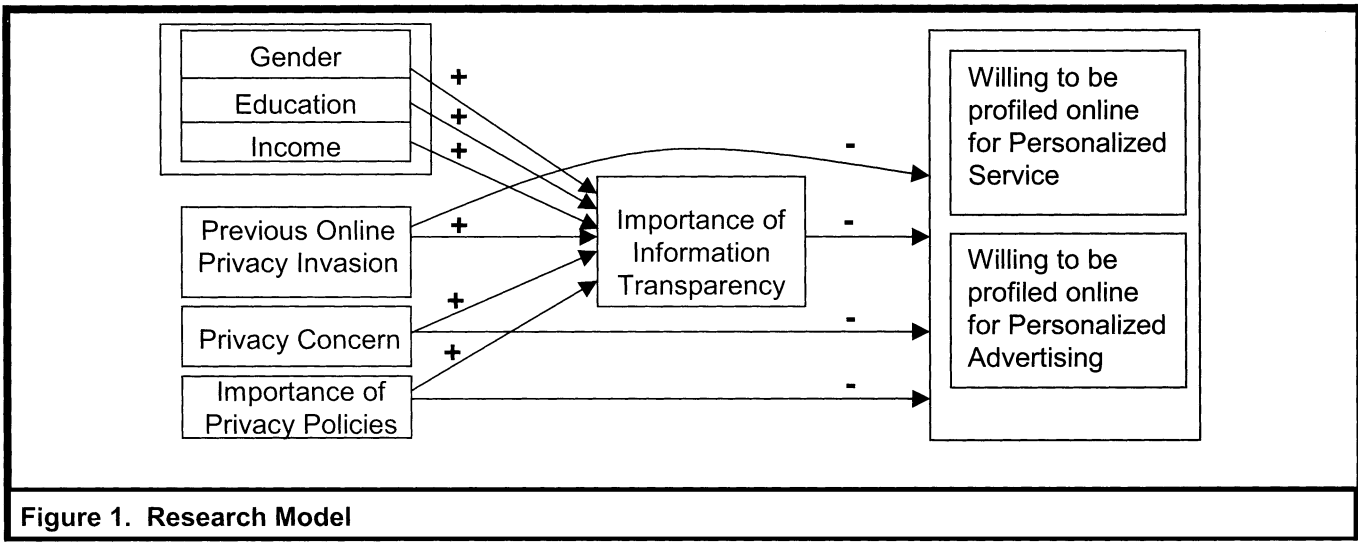 Gender
Education
Income
Previous Online
Privacy Invasion
Privacy Concern
Importance of
Privacy Policies
+
+
+
+
+
+
Importance of
Information
Transparency
-
-
-
-
Willing to be
profiled online
for Personalized
Service
Willing to be
profiled online
for Personalized
Advertising
Figure 1. Research Model